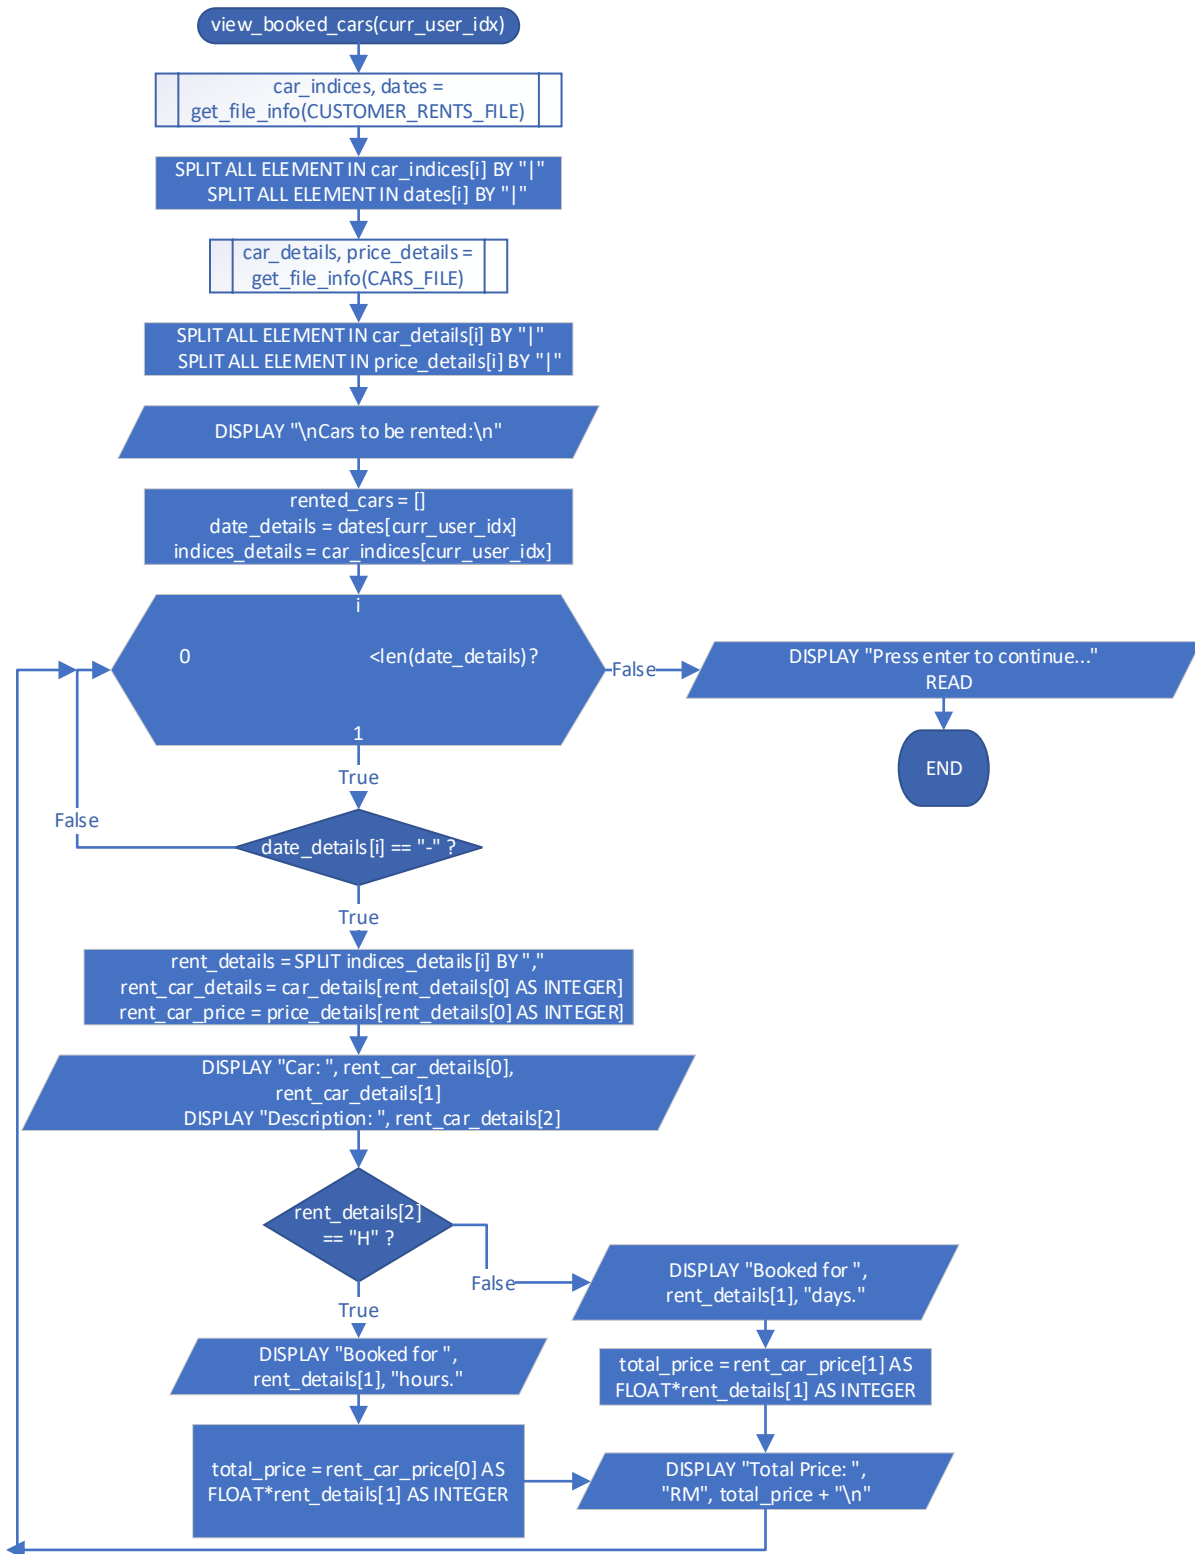 view_booked_cars(curr_user_idx)
car_indices, dates =
get_file_info(CUSTOMER_RENTS_FILE)
SPLIT ALL ELEMENT IN car_indices[i] BY "|"
SPLIT ALL ELEMENT IN dates[i] BY "|"
car_details, price_details =
get_file_info(CARS_FILE)
SPLIT ALL ELEMENT IN car_details[i] BY "|"
SPLIT ALL ELEMENT IN price_details[i] BY "|"
DISPLAY "\nCars to be rented:\n"
rented_cars = []
date_details = dates[curr_user_idx]
indices_details = car_indices[curr_user_idx]
i
0
<len(date_details)?
1
False
DISPLAY "Press enter to continue..."
READ
END
True
date_details[i] == "-" ?
False
True
rent_details = SPLIT indices_details[i] BY ","
rent_car_details = car_details[rent_details[0] AS INTEGER]
rent_car_price = price_details[rent_details[0] AS INTEGER]
DISPLAY "Car: ", rent_car_details[0],
rent_car_details[1]
DISPLAY "Description: ", rent_car_details[2]
rent_details[2]
== "H" ?
False
True
DISPLAY "Booked for ",
rent_details[1], "days."
DISPLAY "Booked for ",
rent_details[1], "hours."
total_price = rent_car_price[1] AS
FLOAT*rent_details[1] AS INTEGER
total_price = rent_car_price[0] AS
FLOAT*rent_details[1] AS INTEGER
DISPLAY "Total Price: ",
"RM", total_price + "\n"